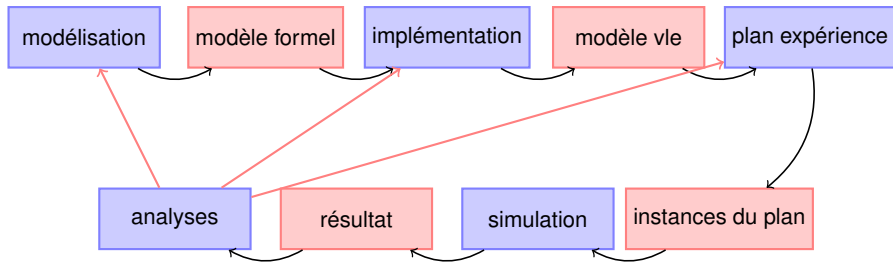 modélisation
modèle formel
implémentation
modèle vle
plan expérience
analyses
résultat
simulation
instances du plan